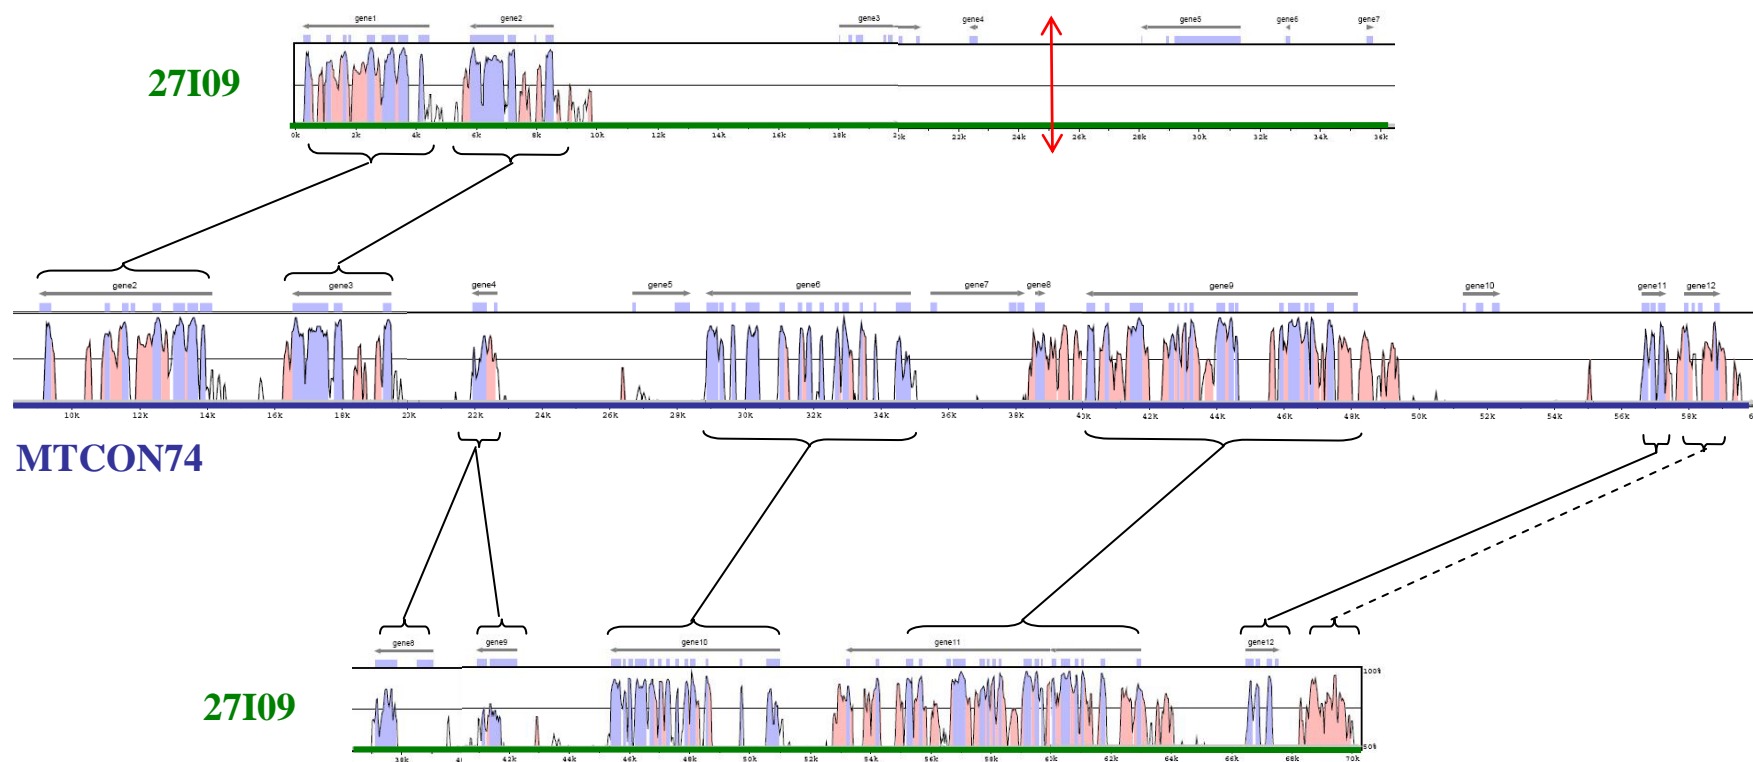 gene1 gene2 gene3 gene4 gene5 gene6 gene7
27I09
0k 2k 4k 6k 8k 10k 12k 14k 16k 18k 22k 24k 28k 30k 32k 34k 36k
gene2 gene3 gene4 gene5 gene6 gene7 gene8 gene9 gene10 gene11 gene12
10k 12k 14k 16k 18k 20k 22k 24k 26k 28k 30k 32k 34k 36k 38k 40k 42k 44k 46k 48k 50k 52k 54k 56k 58k
MTCON74
gene8 gene9 gene10 gene11 gene12
100%
27I09
50%
38k 42k 44k 46k 48k 50k 52k 54k 56k 58k 60k 62k 64k 66k 68k 70k